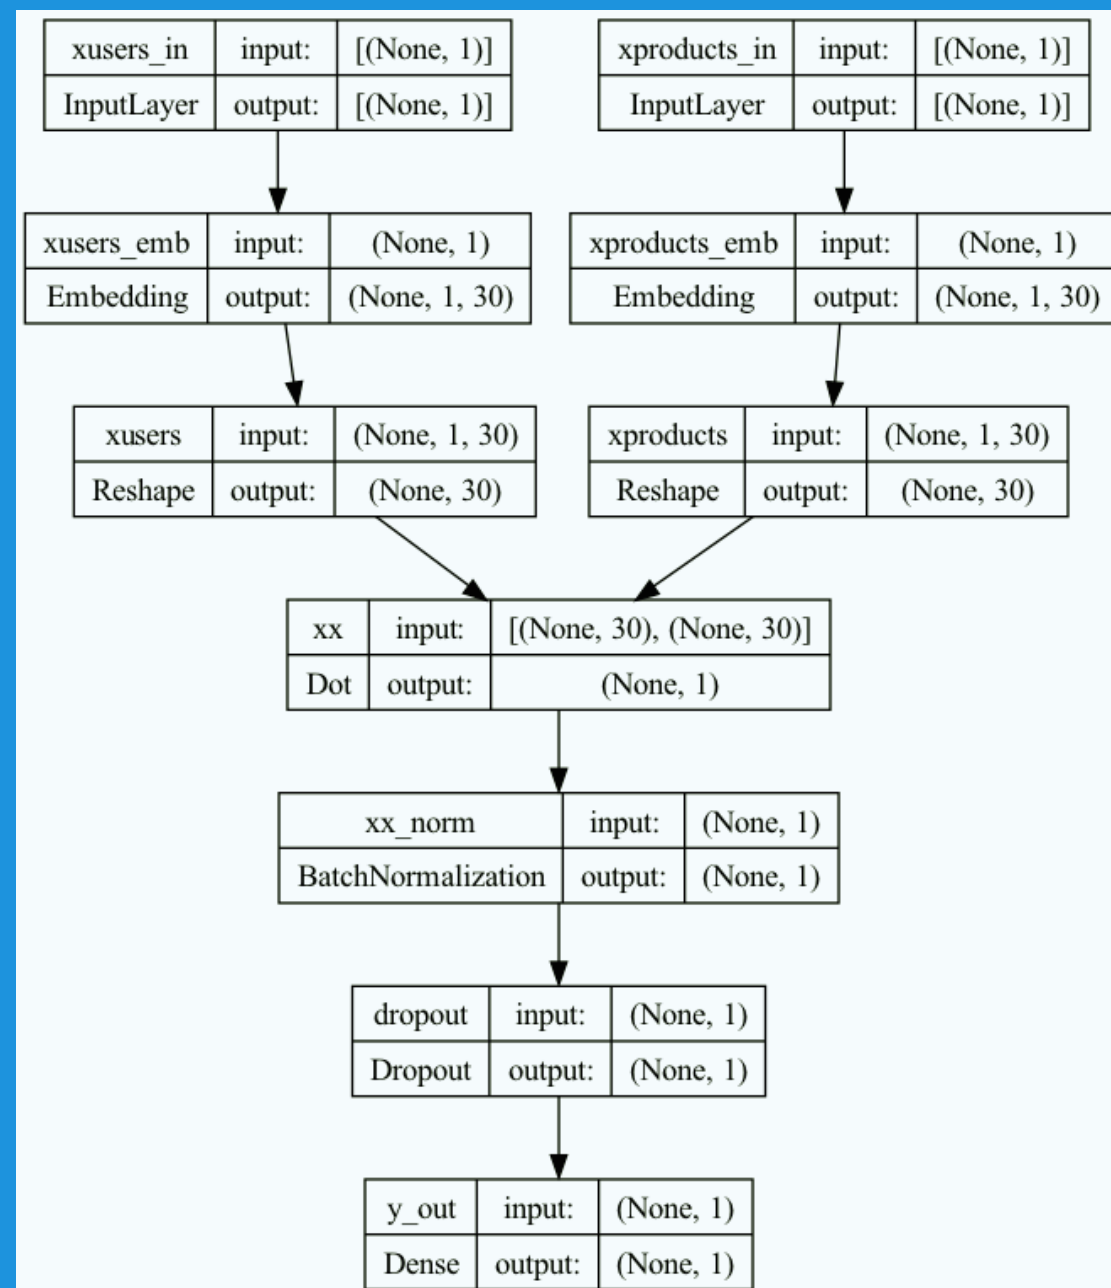 xusers_in input: [(None, 1)]
InputLayer output: [(None, 1)]
xproducts_in input: [(None, 1)]
InputLayer output: [(None, 1)]
xusers_emb input: (None, 1)
Embedding output: (None, 1, 30)
xproducts_emb input: (None, 1)
Embedding output: (None, 1, 30)
xusers input: (None, 1, 30)
Reshape output: (None, 30)
xproducts input: (None, 1, 30)
Reshape output: (None, 30)
xx input: [(None, 30), (None, 30)]
Dot output: (None, 1)
xx_norm input: (None, 1)
BatchNormalization output: (None, 1)
dropout input: (None, 1)
Dropout output: (None, 1)
y_out input: (None, 1)
Dense output: (None, 1)